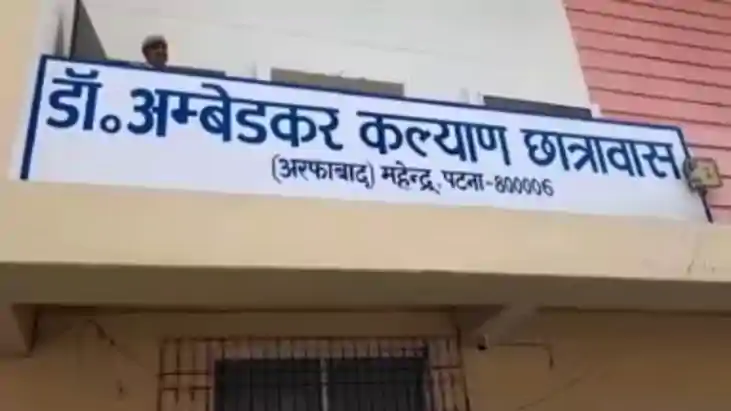 डॉ. अम्बेडकर कल्याण छात्रावास
(अरफाबाद) महेन्द्रू, पटना-800006